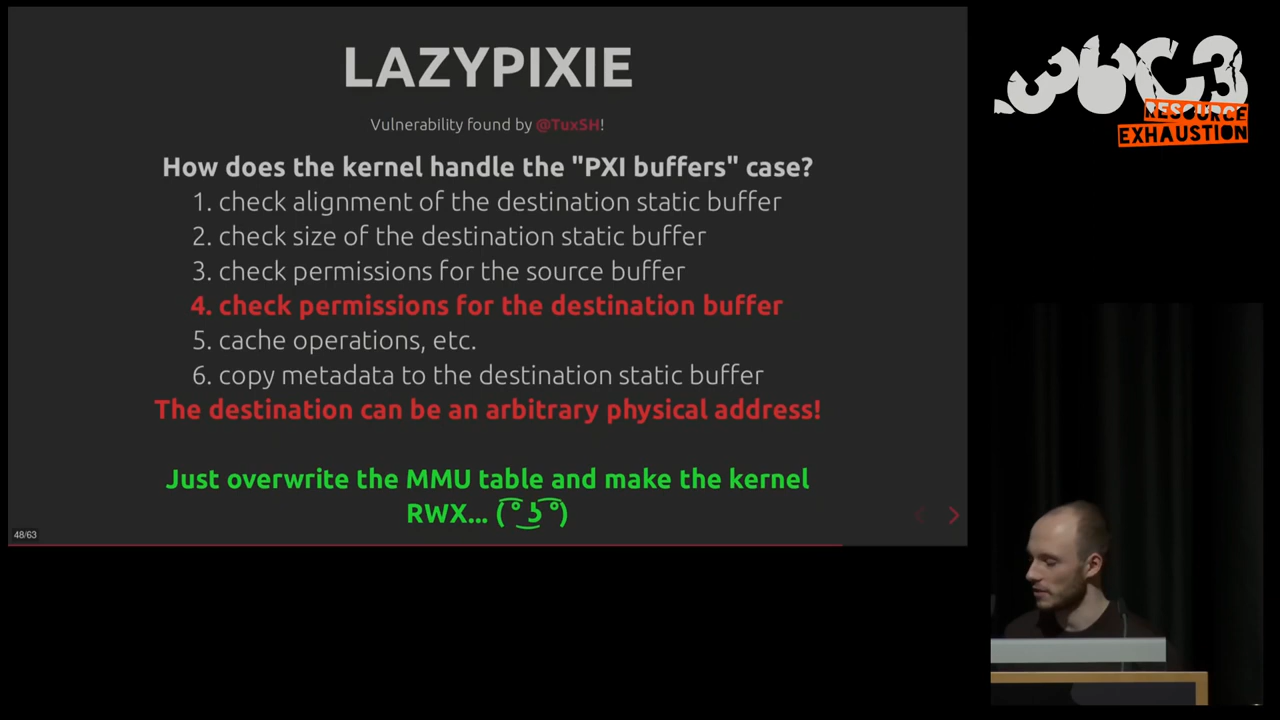 LAZYPIXIE
Vulnerability found by @TuxSH!
How does the kernel handle the "PXI buffers" case?
1. check alignment of the destination static buffer
2. check size of the destination static buffer
3. check permissions for the source buffer
4. check permissions for the destination buffer
5. cache operations, etc.
6. copy metadata to the destination static buffer
The destination can be an arbitrary physical address!
Just overwrite the MMU table and make the kernel
RWX... ( ͡° ͜ʖ ͡°)
48/63
36C3
RESOURCE
EXHAUSTION